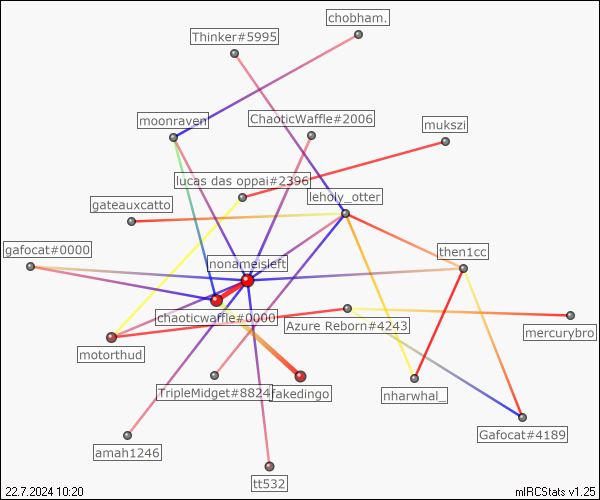 chobham.
Thinker#5995
moonraven
ChaoticWaffle#2006
mukszi
lucas das oppai#2396
gateauxcatto
leholy_otter
gafocat#0000
then1cc
nonameisleft
chaoticwaffle#0000
Azure Reborn#4243
mercurybro
motorthud
TripleMidget#8824
fakedingo
nharwhal_
Gafocat#4189
amah1246
tt532
22.7.2024 10:20
mIRCStats v1.25